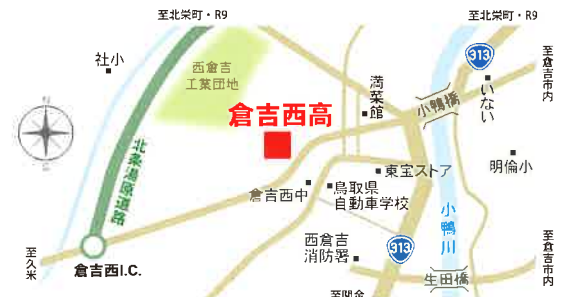 至北栄町・R9
至北栄町・R9
313
至倉吉市内
社小
西倉吉
工業団地
満菜館
いない
倉吉西高
小鴨橋
N
北条湯原道路
東宝ストア
明倫小
倉吉西中
鳥取県
自動車学校
小鴨川
至久米
倉吉西I.C.
西倉吉
消防署
313
生田橋
至倉吉市内
至関金